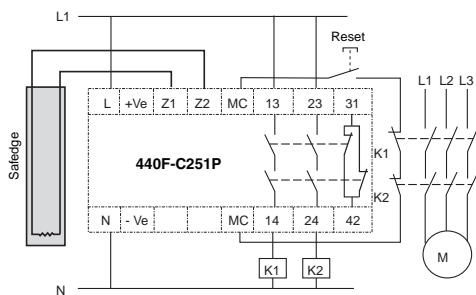 L1
Reset
L1 L2 L3
L +Ve Z1 Z2 MC 13 23 31
Safedge
440F-C251P
K1
K2
N - Ve MC 14 24 42
K1 K2
M
N